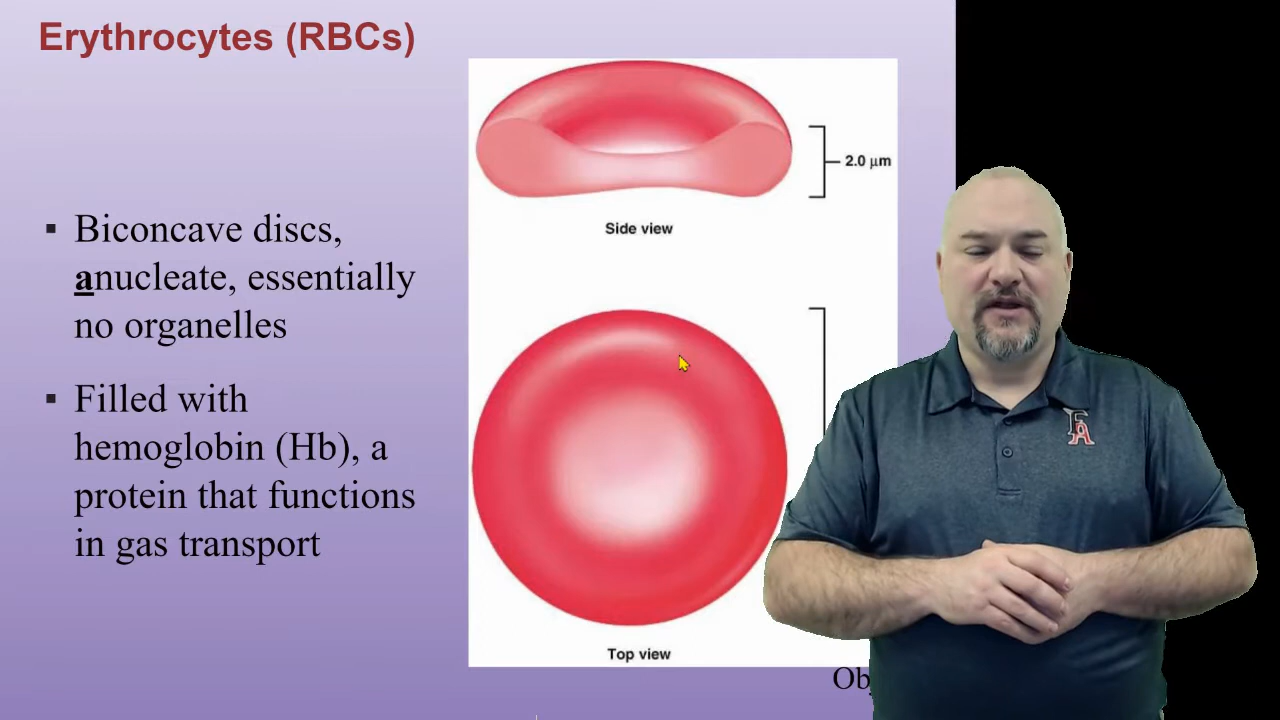 Erythrocytes (RBCs)
▪ Biconcave discs,
anucleate, essentially
no organelles
▪ Filled with
hemoglobin (Hb), a
protein that functions
in gas transport
2.0 µm
Side view
Top view
FA